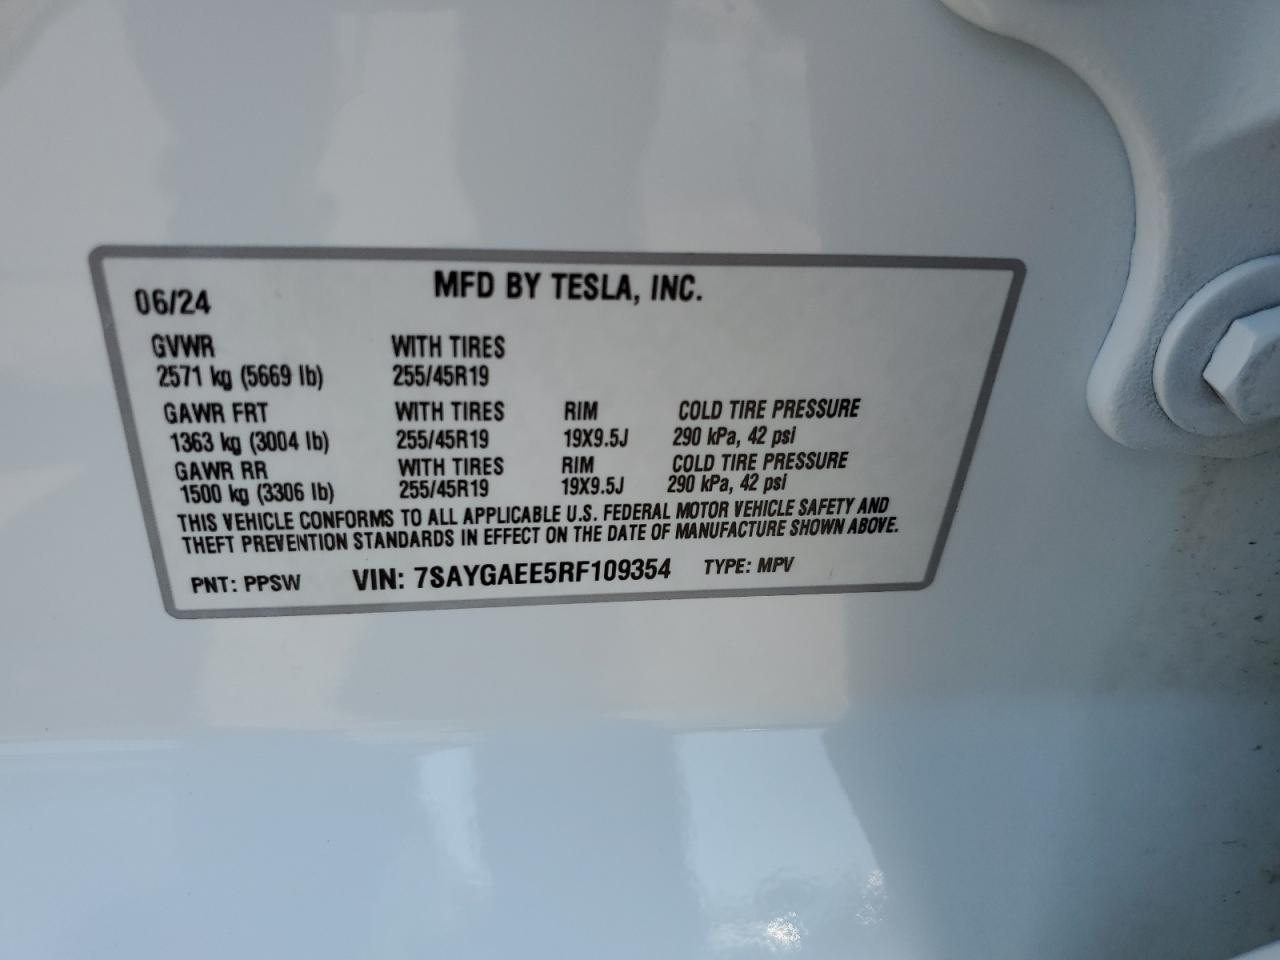 06/24 MFD BY TESLA, INC.
GVWR WITH TIRES
2571 kg (5669 lb) 255/45R19
GAWR FRT WITH TIRES RIM COLD TIRE PRESSURE
1363 kg (3004 lb) 255/45R19 19X9.5J 290 kPa, 42 psi
GAWR RR WITH TIRES RIM COLD TIRE PRESSURE
1500 kg (3306 lb) 255/45R19 19X9.5J 290 kPa, 42 psi
THIS VEHICLE CONFORMS TO ALL APPLICABLE U.S. FEDERAL MOTOR VEHICLE SAFETY AND
THEFT PREVENTION STANDARDS IN EFFECT ON THE DATE OF MANUFACTURE SHOWN ABOVE.
PNT: PPSW VIN: 7SAYGAEE5RF109354 TYPE: MPV